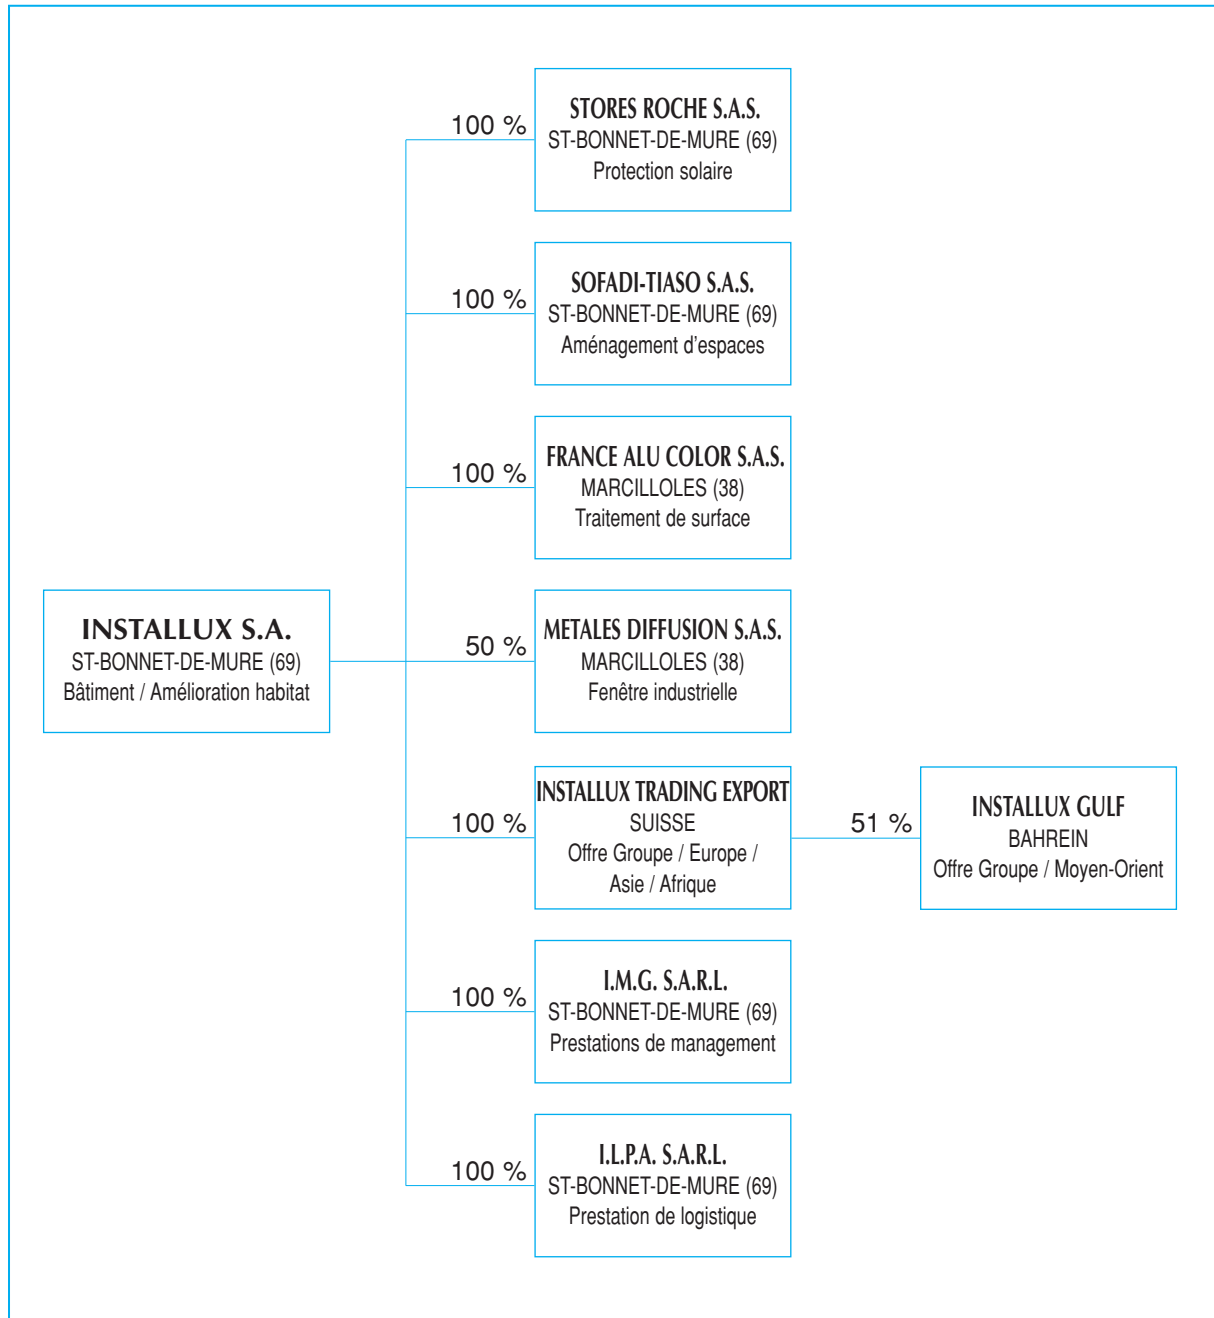 100 %
STORES ROCHE S.A.S.
ST-BONNET-DE-MURE (69)
Protection solaire
100 %
SOFADI-TIASO S.A.S.
ST-BONNET-DE-MURE (69)
Aménagement d'espaces
100 %
FRANCE ALU COLOR S.A.S.
MARCILLOLES (38)
Traitement de surface
INSTALLUX S.A.
ST-BONNET-DE-MURE (69)
Bâtiment / Amélioration habitat
50 %
METALES DIFFUSION S.A.S.
MARCILLOLES (38)
Fenêtre industrielle
100 %
INSTALLUX TRADING EXPORT
SUISSE
Offre Groupe / Europe /
Asie / Afrique
51 %
INSTALLUX GULF
BAHREIN
Offre Groupe / Moyen-Orient
100 %
I.M.G. S.A.R.L.
ST-BONNET-DE-MURE (69)
Prestations de management
100 %
I.L.P.A. S.A.R.L.
ST-BONNET-DE-MURE (69)
Prestation de logistique